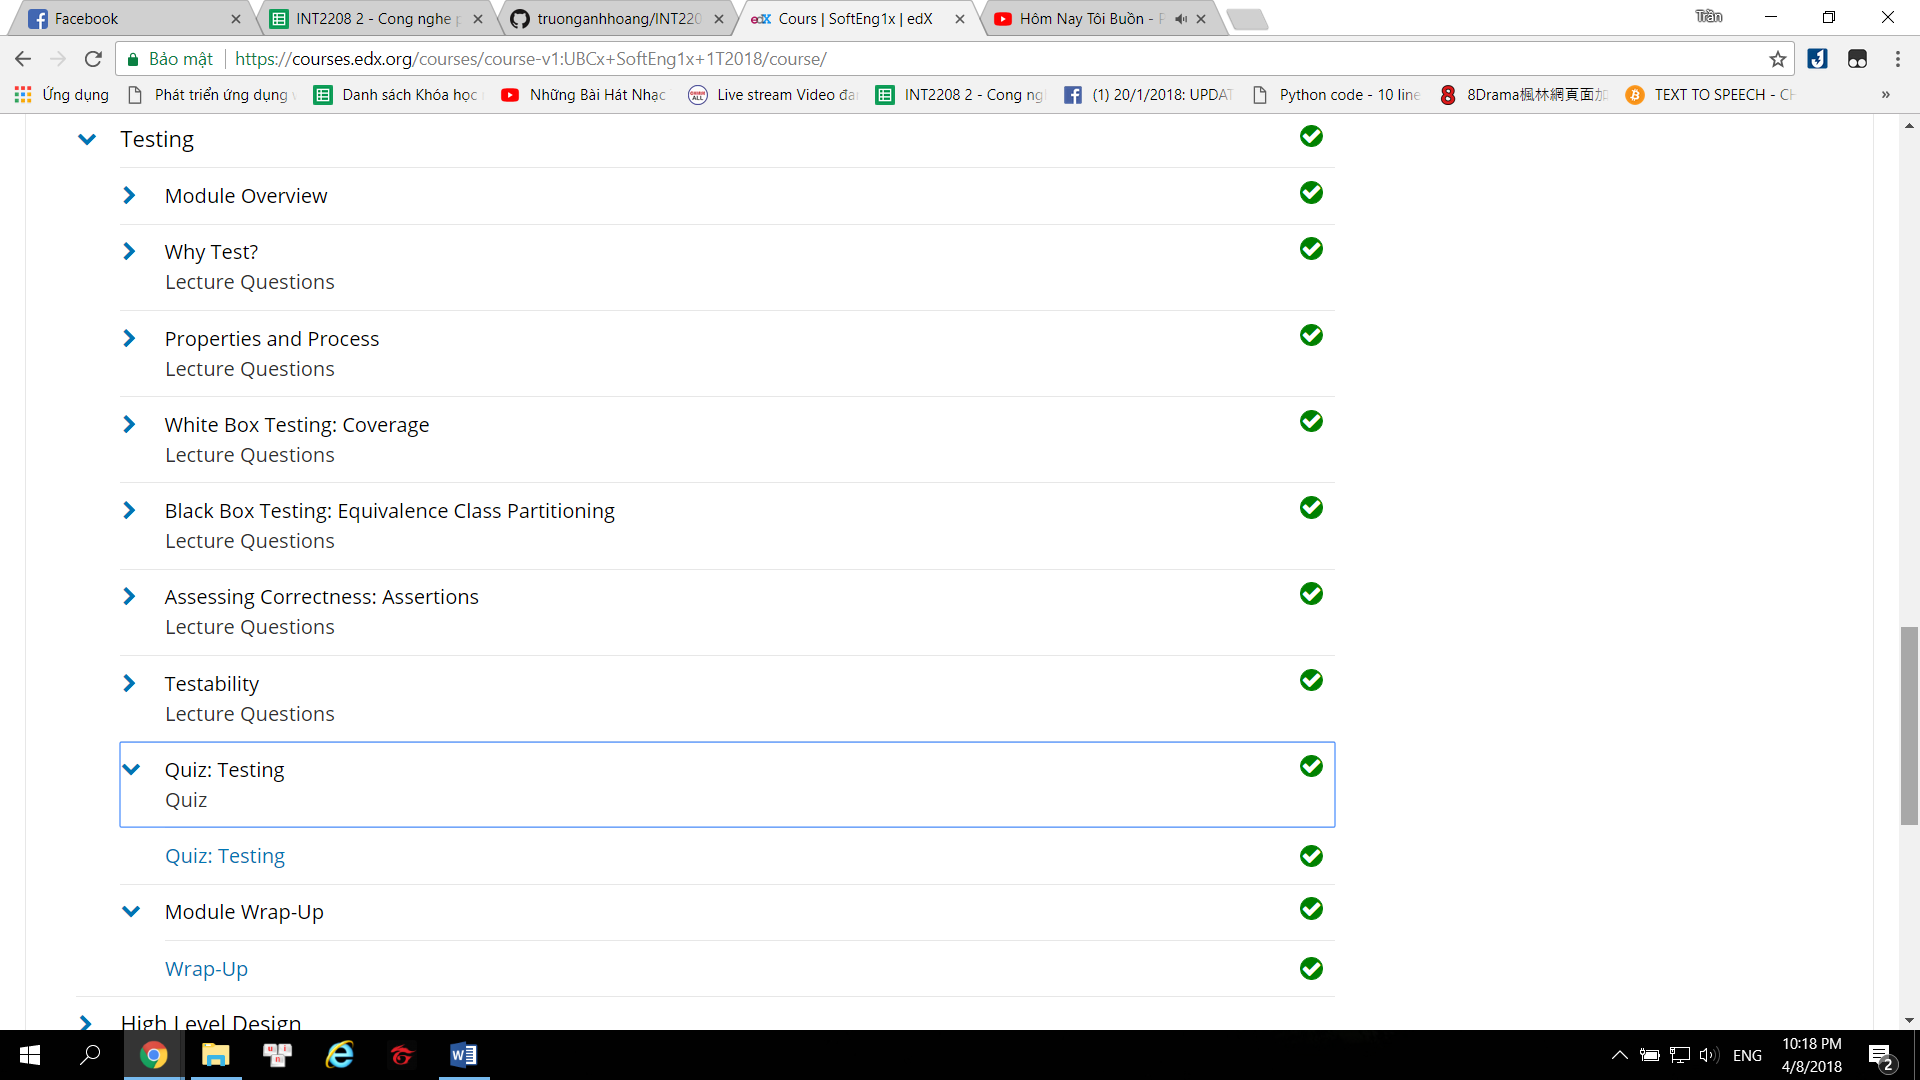 Facebook
INT2208 2 - Cong nghe
truonganhhoang/INT220
Cours | SoftEng1x | edX
Hôm Nay Tôi Buồn -
Trần
Bảo mật
https://courses.edx.org/courses/course-v1:UBCx+SoftEng1x+1T2018/course/
Ứng dụng
Phát triển ứng dụng
Danh sách Khóa học
Những Bài Hát Nhạc
Live stream Video đa
INT2208 2 - Cong ng
(1) 20/1/2018: UPDAT
Python code - 10 line
8Drama楓林網頁面加
TEXT TO SPEECH - CH
»
Testing
Module Overview
Why Test?
Lecture Questions
Properties and Process
Lecture Questions
White Box Testing: Coverage
Lecture Questions
Black Box Testing: Equivalence Class Partitioning
Lecture Questions
Assessing Correctness: Assertions
Lecture Questions
Testability
Lecture Questions
Quiz: Testing
Quiz
Quiz: Testing
Module Wrap-Up
Wrap-Up
High Level Design
ENG
10:18 PM
4/8/2018
2